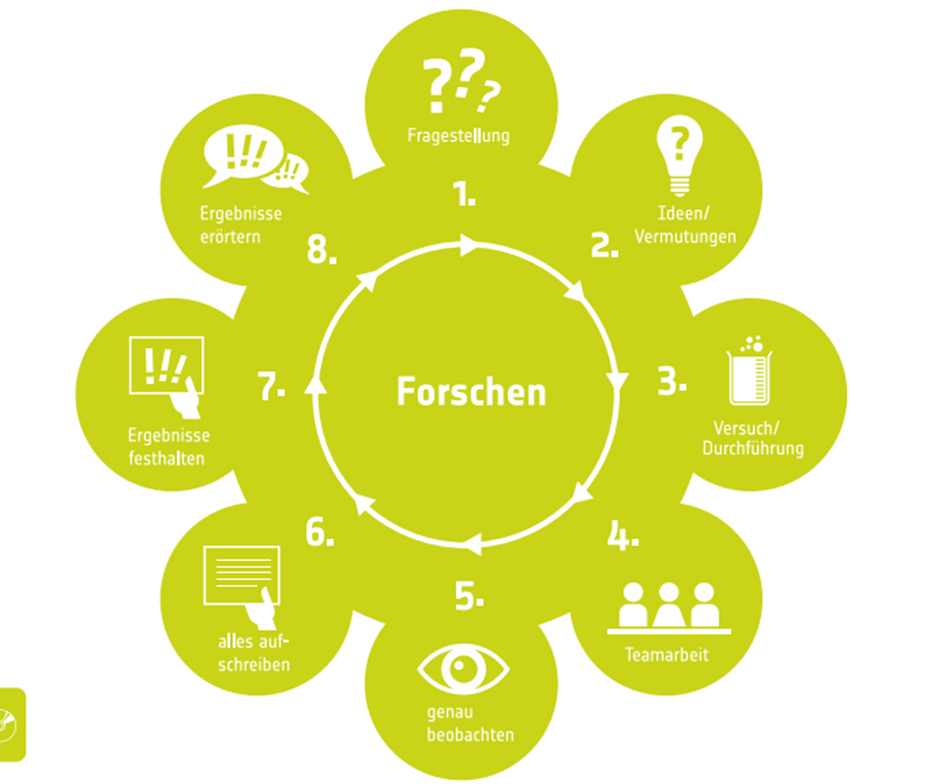 ???
Fragestellung
1.
?
Ideen/
Vermutungen
2.
Versuch/
Durchführung
3.
Teamarbeit
4.
genau
beobachten
5.
alles auf-
schreiben
6.
!!!
Ergebnisse
festhalten
7.
!!!
!!!
Ergebnisse
erörtern
8.
Forschen